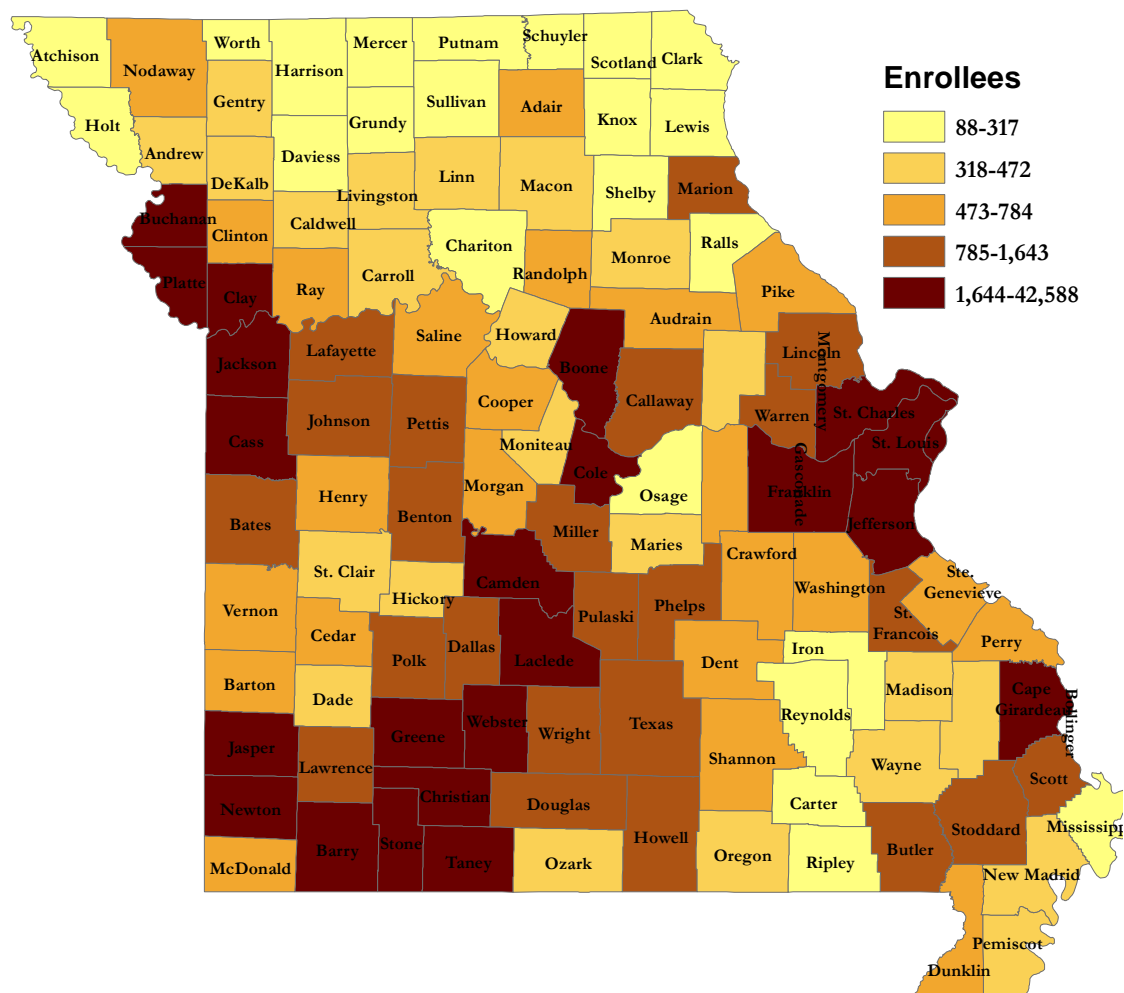 Enrollees
88-317
318-472
473-784
785-1,643
1,644-42,588
Atchison
Nodaway
Worth
Harrison
Mercer
Putnam
Schuyler
Scotland
Clark
Gentry
Sullivan
Adair
Knox
Lewis
Holt
Andrew
Grundy
Daviess
DeKalb
Livingston
Linn
Macon
Shelby
Marion
Buchanan
Clinton
Caldwell
Chariton
Randolph
Monroe
Ralls
Platte
Clay
Ray
Carroll
Pike
Saline
Howard
Audrain
Jackson
Lafayette
Boone
Lincoln
Montgomery
Callaway
Cooper
Warren
St. Charles
Cass
Johnson
Pettis
Moniteau
St. Louis
Cole
Gasconade
Franklin
Henry
Morgan
Osage
Bates
Benton
Miller
Jefferson
Maries
Crawford
St. Clair
Camden
Washington
Ste.
Genevieve
Hickory
Vernon
Pulaski
Phelps
St.
Francois
Cedar
Dallas
Perry
Polk
Laclede
Dent
Iron
Barton
Dade
Madison
Cape
Girardeau
Bollinger
Webster
Texas
Reynolds
Jasper
Greene
Wright
Shannon
Wayne
Lawrence
Scott
Newton
Christian
Douglas
Carter
Stoddard
Mississipp
Barry
Stone
Howell
Butler
McDonald
Taney
Ozark
Oregon
Ripley
New Madrid
Pemiscot
Dunklin